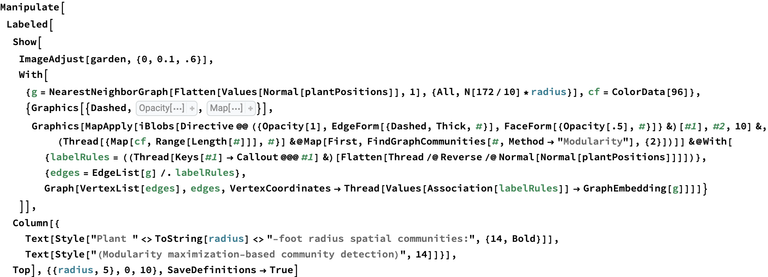 Manipulate[
Labeled[
Show[
ImageAdjust[garden, {0, 0.1, .6}],
With[
{g = NearestNeighborGraph[Flatten[Values[Normal[plantPositions]], 1], {All, N[172 / 10] * radius}], cf = ColorData[96]},
{Graphics[{Dashed, Opacity[...] + , Map[...] + }],
Graphics[MapApply[iBlobs[Directive @@ ({Opacity[1], EdgeForm[{Dashed, Thick, #}], FaceForm[{Opacity[.5], #}]} &)[#1], #2, 10] &,
(Thread[{Map[cf, Range[Length[#]]], #}] &@Map[First, FindGraphCommunities[#, Method → "Modularity"], {2}])]] &@With[
{labelRules = ((Thread[Keys[#1] → Callout @@@ #1] &)[Flatten[Thread /@ Reverse /@ Normal[Normal[plantPositions]]]])},
{edges = EdgeList[g] /. labelRules},
Graph[VertexList[edges], edges, VertexCoordinates → Thread[Values[Association[labelRules]] → GraphEmbedding[g]]]]}
]],
Column[{
Text[Style["Plant " <> ToString[radius] <> "-foot radius spatial communities:", {14, Bold}]],
Text[Style["(Modularity maximization-based community detection)", 14]]}],
Top], {{radius, 5}, 0, 10}, SaveDefinitions → True]